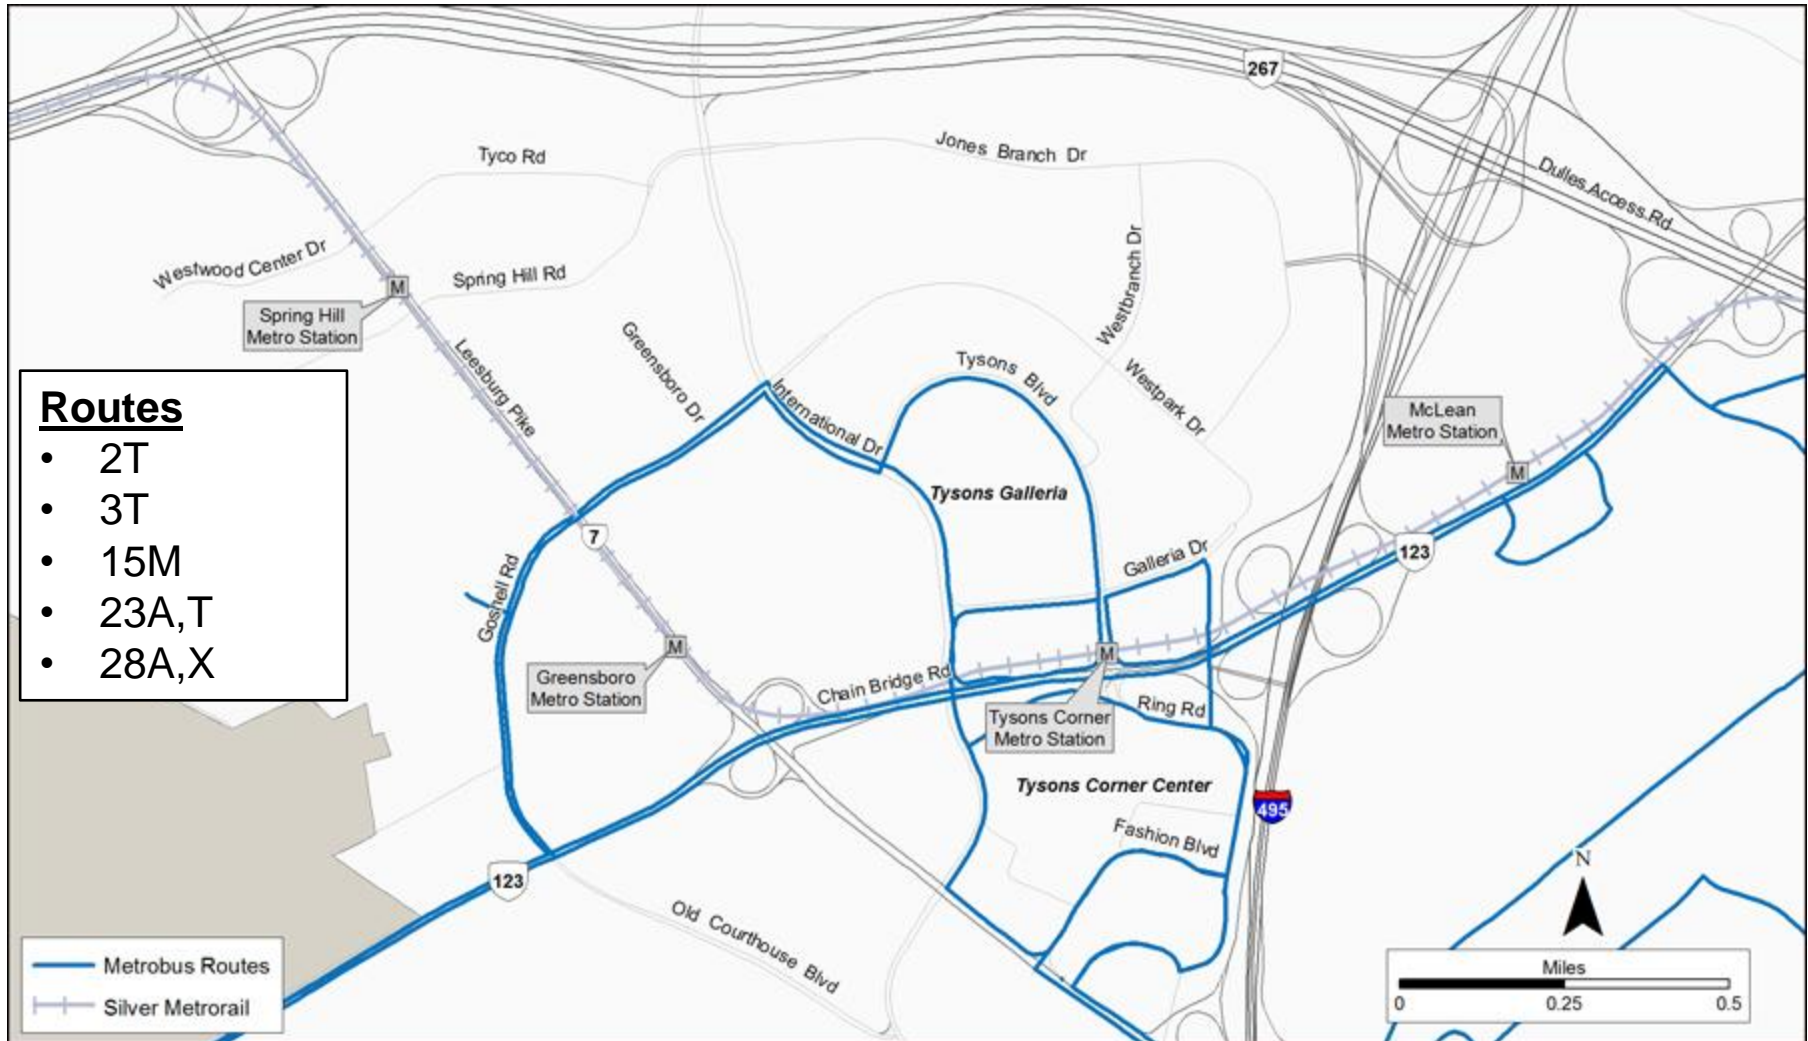 267
Jones Branch Dr
Tyco Rd
Dulles Access Rd
Westwood Center Dr
Spring Hill Rd
Westbranch Dr
M
Spring Hill
Metro Station
Greensboro Dr
Leesburg Pike
Tysons Blvd
Westpark Dr
International Dr
Routes
• 2T
• 3T
• 15M
• 23A,T
• 28A,X
McLean
Metro Station
M
Tysons Galleria
7
123
Galleria Dr
Goshell Rd
M
Greensboro
Metro Station
M
Chain Bridge Rd
Ring Rd
Tysons Corner
Metro Station
Tysons Corner Center
495
Fashion Blvd
123
Old Courthouse Blvd
N
Metrobus Routes
Silver Metrorail
Miles
0 0.25 0.5